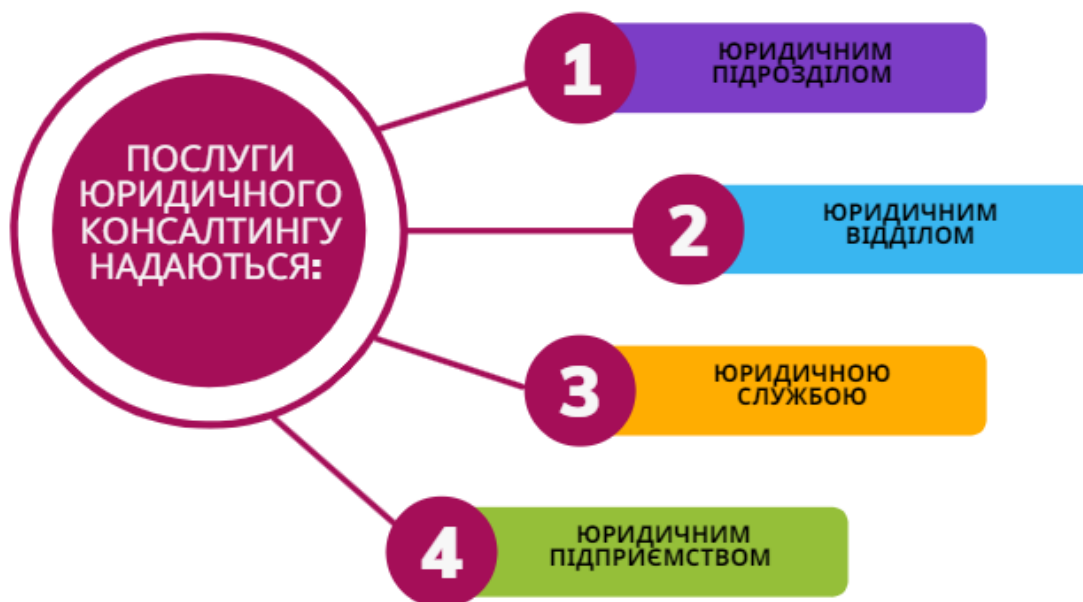 ПОСЛУГИ
ЮРИДИЧНОГО
КОНСАЛТИНГУ
НАДАЮТЬСЯ:
1
ЮРИДИЧНИМ
ПІДРОЗДІЛОМ
2
ЮРИДИЧНИМ
ВІДДІЛОМ
3
ЮРИДИЧНОЮ
СЛУЖБОЮ
4
ЮРИДИЧНИМ
ПІДПРИЄМСТВОМ